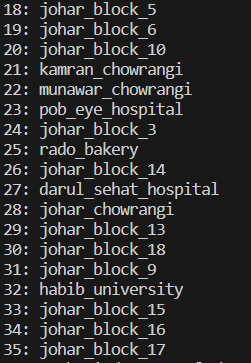 18: johar_block_5
19: johar_block_6
20: johar_block_10
21: kamran_chowrangi
22: munawar_chowrangi
23: pob_eye_hospital
24: johar_block_3
25: rado_bakery
26: johar_block_14
27: darul_sehat_hospital
28: johar_chowrangi
29: johar_block_13
30: johar_block_18
31: johar_block_9
32: habib_university
33: johar_block_15
34: johar_block_16
35: johar_block_17